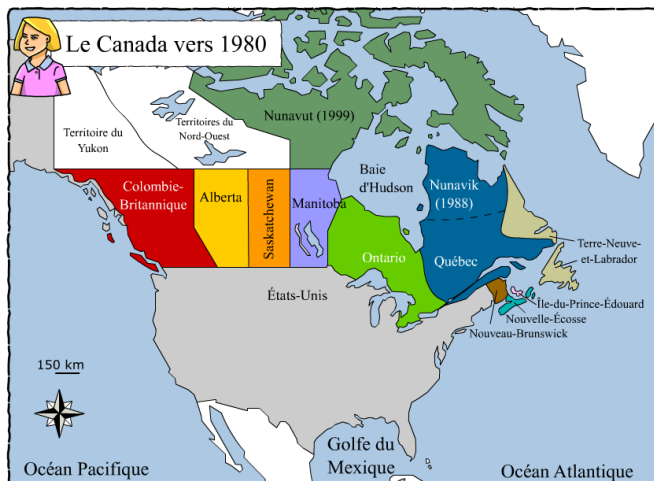 Le Canada vers 1980
Nunavut (1999)
Territoires du
Nord-Ouest
Territoire du
Yukon
Baie
d'Hudson
Nunavik
(1988)
Colombie-
Britannique
Alberta
Saskatchewan
Manitoba
Ontario
Québec
Terre-Neuve-
et-Labrador
États-Unis
Île-du-Prince-Édouard
Nouvelle-Écosse
Nouveau-Brunswick
150 km
Golfe du
Mexique
Océan Pacifique
Océan Atlantique